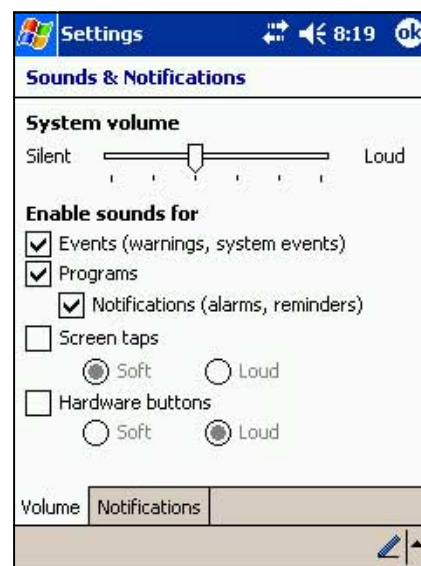 Settings 8:19 ok
Sounds & Notifications
System volume
Silent Loud
Enable sounds for
Events (warnings, system events)
Programs
Notifications (alarms, reminders)
Screen taps
Soft Loud
Hardware buttons
Soft Loud
Volume Notifications